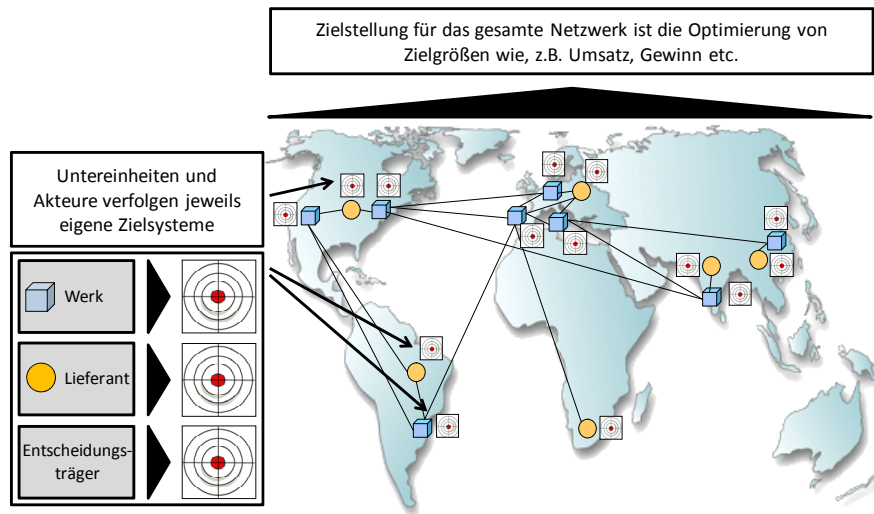 Zielstellung für das gesamte Netzwerk ist die Optimierung von
Zielgrößen wie, z.B. Umsatz, Gewinn etc.
Untereinheiten und
Akteure verfolgen jeweils
eigene Zielsysteme
Werk
Lieferant
Entscheidungs-
träger